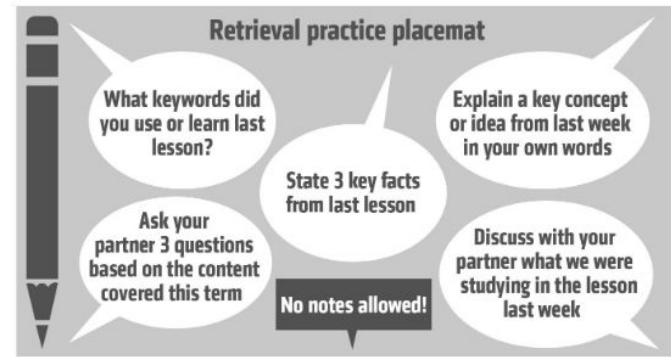 Retrieval practice placemat
What keywords did
you use or learn last
lesson?
Explain a key concept
or idea from last week
in your own words
State 3 key facts
from last lesson
Ask your
partner 3 questions
based on the content
covered this term
Discuss with your
partner what we were
studying in the lesson
last week
No notes allowed!